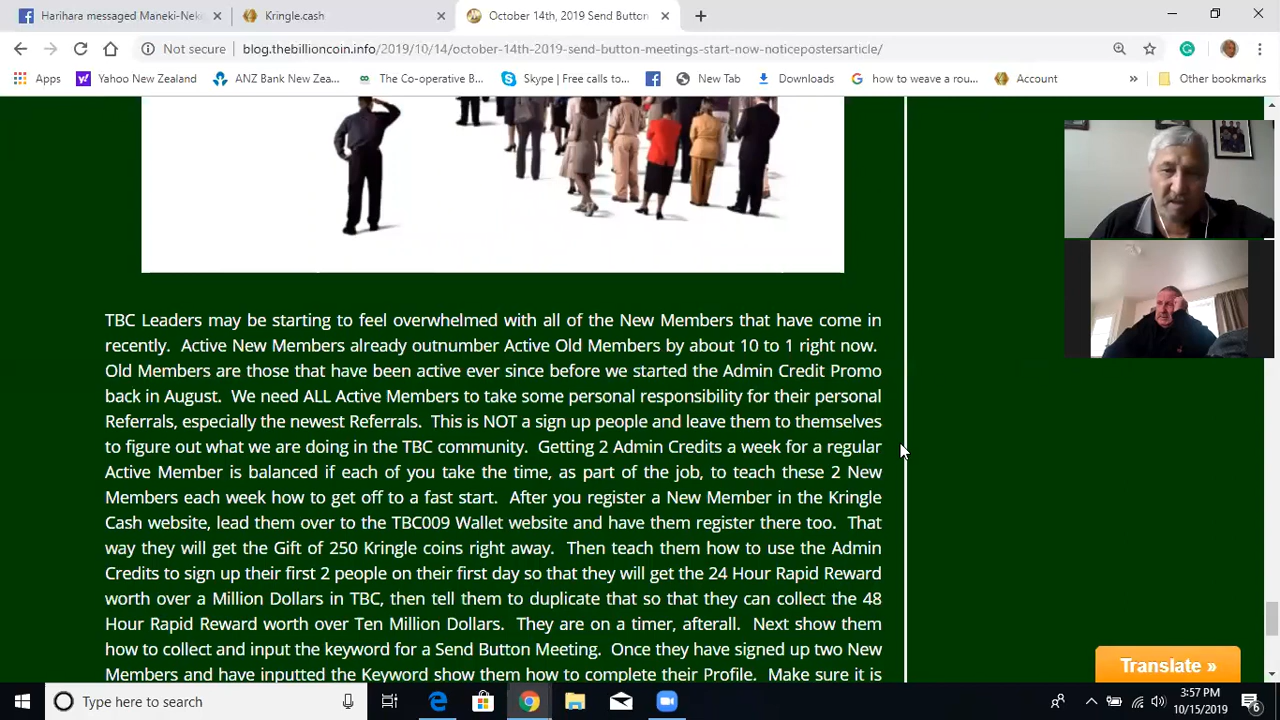 Harihara messaged Maneki-Neko
Kringle.cash
October 14th, 2019 Send Button
Not secure
blog.thebillioncoin.info/2019/10/14/october-14th-2019-send-button-meetings-start-now-noticepostersarticle/
Apps
Yahoo New Zealand
ANZ Bank New Zea...
The Co-operative B...
Skype | Free calls to...
New Tab
Downloads
how to weave a rou...
Account
»
Other bookmarks
TBC Leaders may be starting to feel overwhelmed with all of the New Members that have come in
recently. Active New Members already outnumber Active Old Members by about 10 to 1 right now.
Old Members are those that have been active ever since before we started the Admin Credit Promo
back in August. We need ALL Active Members to take some personal responsibility for their personal
Referrals, especially the newest Referrals. This is NOT a sign up people and leave them to themselves
to figure out what we are doing in the TBC community. Getting 2 Admin Credits a week for a regular
Active Member is balanced if each of you take the time, as part of the job, to teach these 2 New
Members each week how to get off to a fast start. After you register a New Member in the Kringle
Cash website, lead them over to the TBC009 Wallet website and have them register there too. That
way they will get the Gift of 250 Kringle coins right away. Then teach them how to use the Admin
Credits to sign up their first 2 people on their first day so that they will get the 24 Hour Rapid Reward
worth over a Million Dollars in TBC, then tell them to duplicate that so that they can collect the 48
Hour Rapid Reward worth over Ten Million Dollars. They are on a timer, afterall. Next show them
how to collect and input the keyword for a Send Button Meeting. Once they have signed up two New
Members and have inputted the Keyword show them how to complete their Profile. Make sure it is
Translate »
Type here to search
3:57 PM
10/15/2019
6